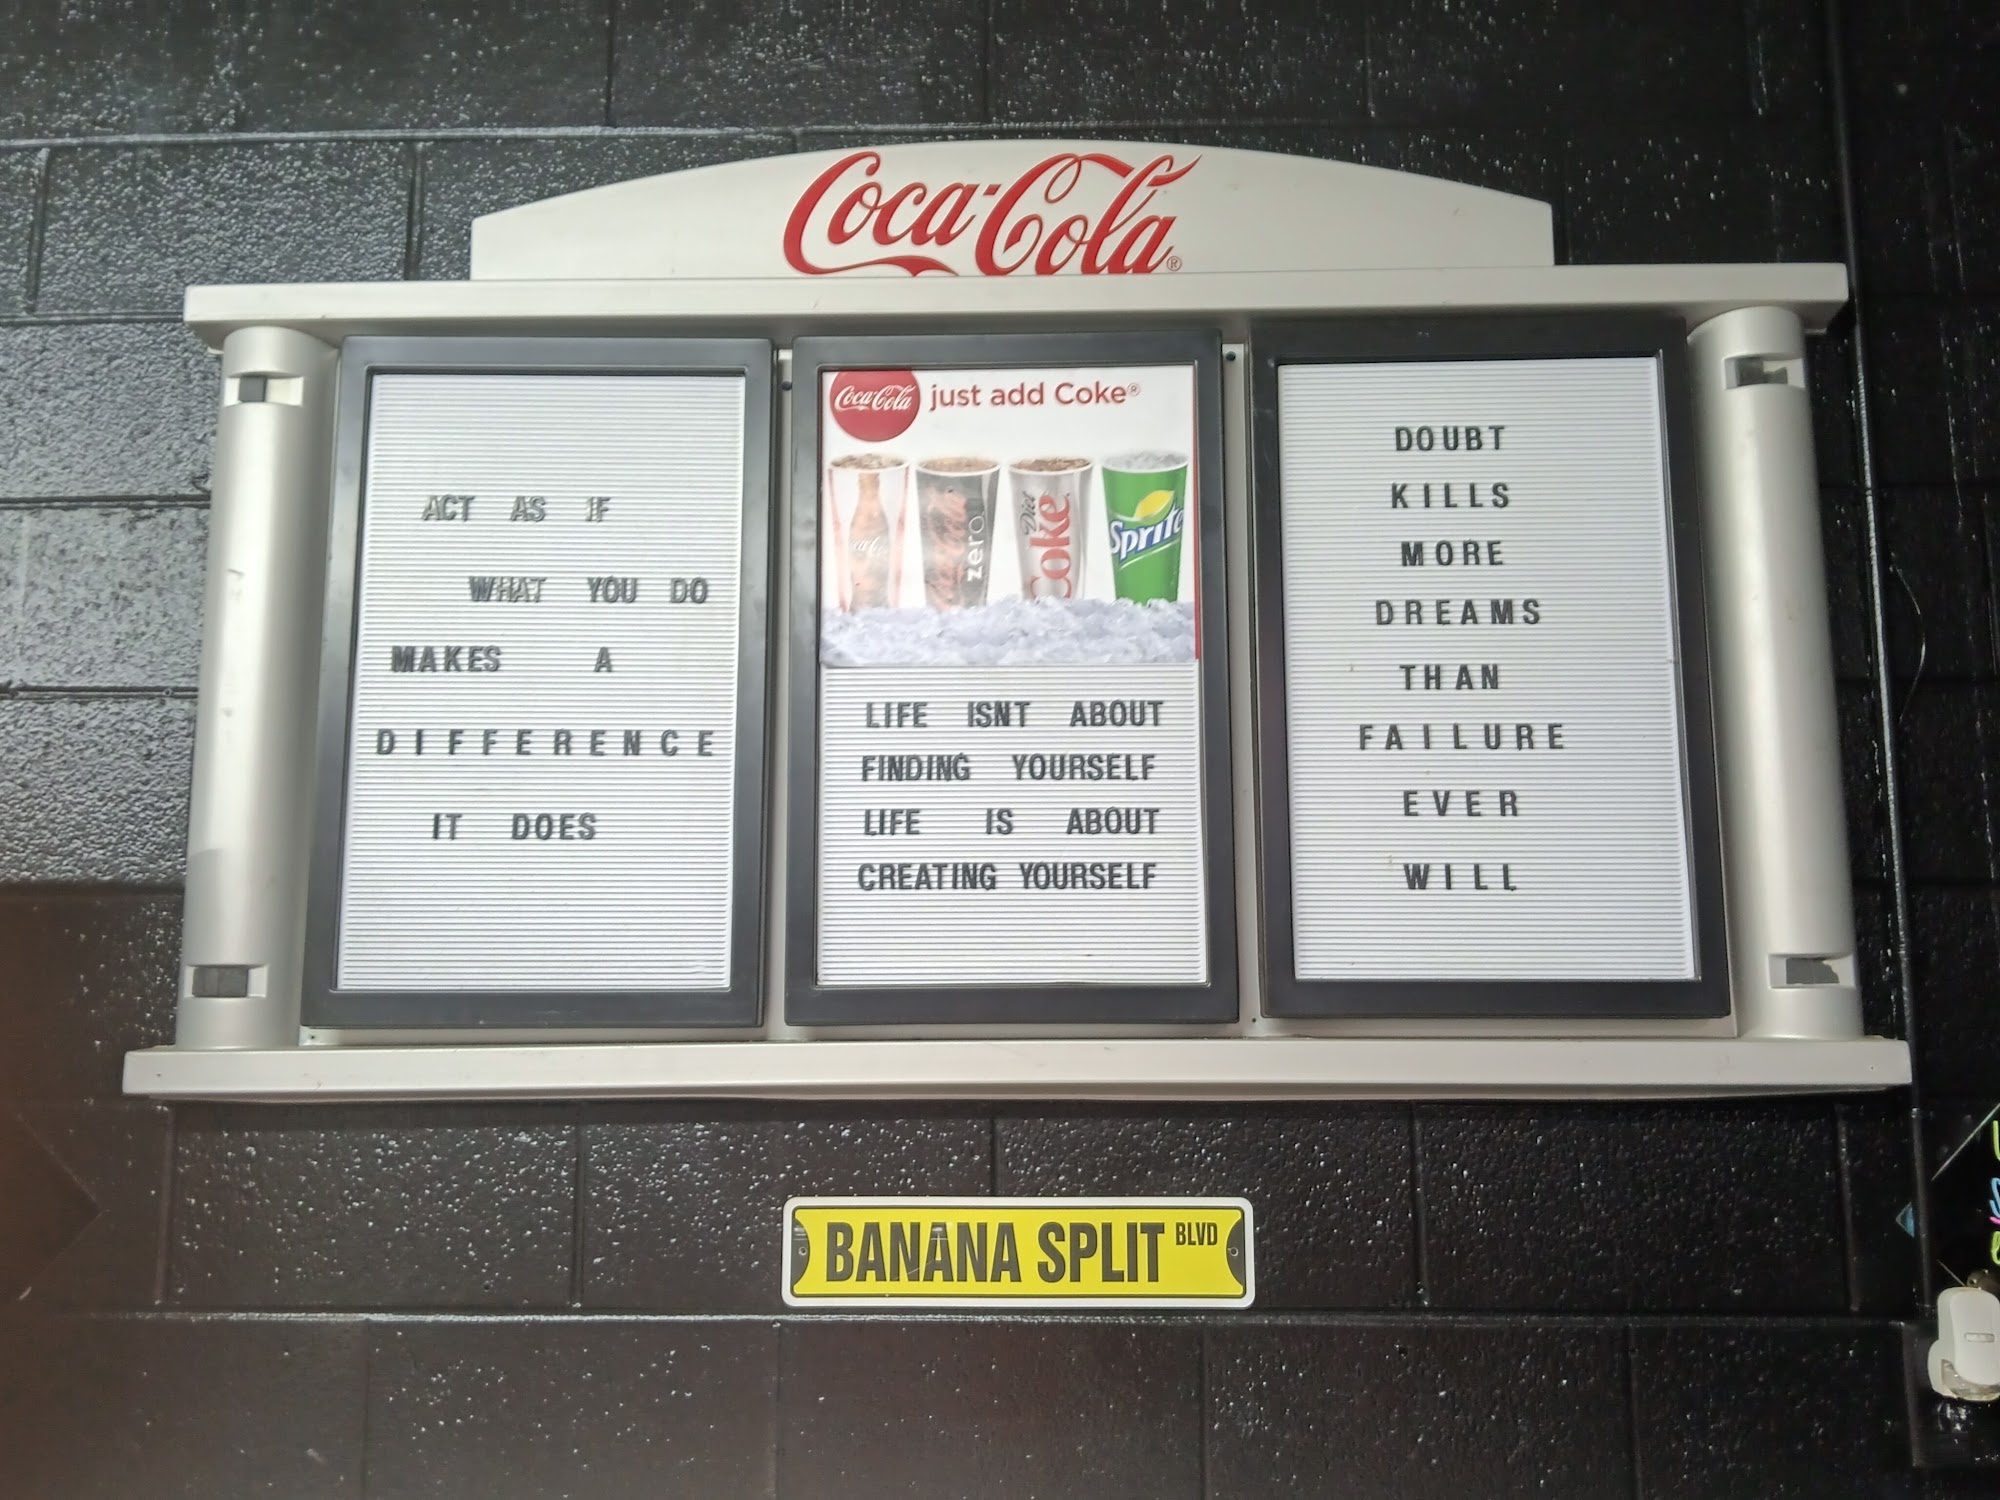 Coca-Cola®
ACT AS IF
WHAT YOU DO
MAKES A
DIFFERENCE
IT DOES
Coca-Cola just add Coke®
zero
Diet Coke
Sprite
LIFE ISNT ABOUT
FINDING YOURSELF
LIFE IS ABOUT
CREATING YOURSELF
DOUBT
KILLS
MORE
DREAMS
THAN
FAILURE
EVER
WILL
BANANA SPLIT BLVD